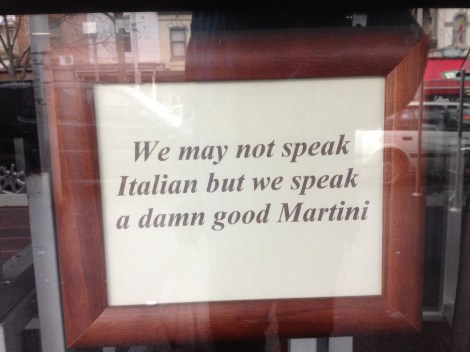 We may not speak
Italian but we speak
a damn good Martini